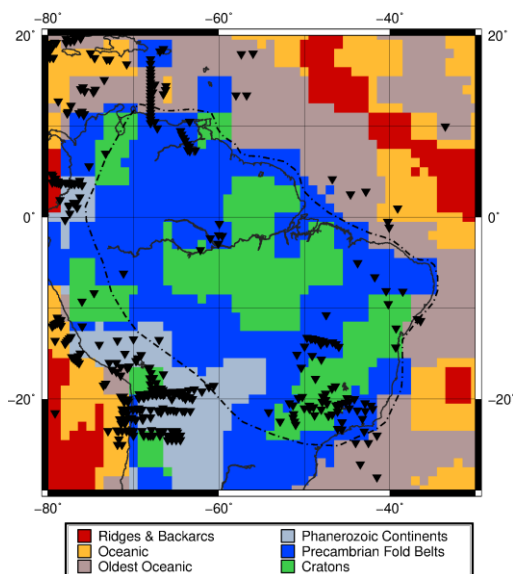 −80° −60° −40°
20° 20°
0° 0°
−20° −20°
−80° −60° −40°
Ridges & Backarcs Phanerozoic Continents
Oceanic Precambrian Fold Belts
Oldest Oceanic Cratons